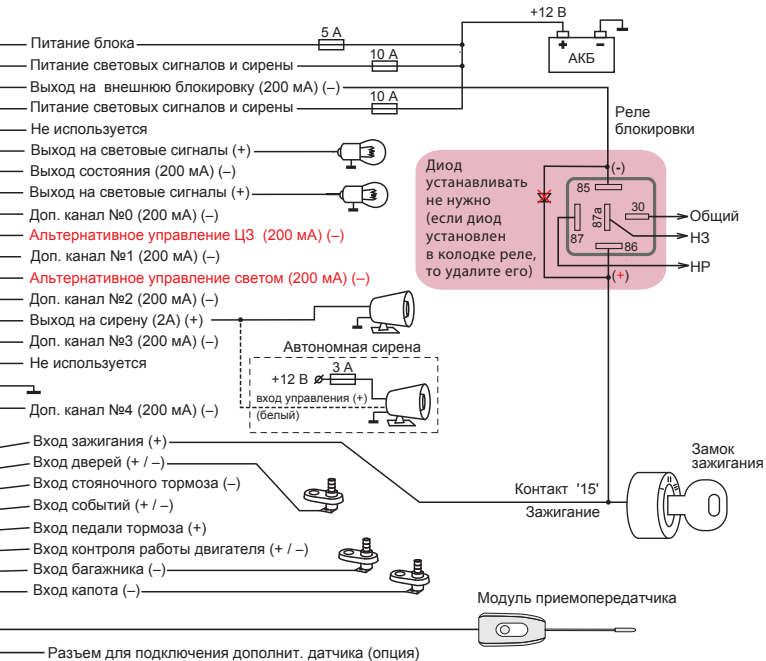 +12 В
5 А
Питание блока
10 А
Питание световых сигналов и сирены
+ –
АКБ
Выход на внешнюю блокировку (200 мА) (–)
10 А
Питание световых сигналов и сирены
Реле
блокировки
Не используется
Выход на световые сигналы (+)
Выход состояния (200 мА) (–)
Выход на световые сигналы (+)
Доп. канал №0 (200 мА) (–)
Альтернативное управление ЦЗ (200 мА) (–)
Доп. канал №1 (200 мА) (–)
Альтернативное управление светом (200 мА) (–)
Доп. канал №2 (200 мА) (–)
Выход на сирену (2А) (+)
Доп. канал №3 (200 мА) (–)
Не используется
Доп. канал №4 (200 мА) (–)
Диод
устанавливать
не нужно
(если диод
установлен
в колодке реле,
то удалите его)
(-)
85
30
87a
87
86
(+)
Общий
НЗ
НР
Автономная сирена
3 А
+12 В
вход управления (+)
(белый)
Вход зажигания (+)
Вход дверей (+ / –)
Вход стояночного тормоза (–)
Вход событий (+ / –)
Вход педали тормоза (+)
Вход контроля работы двигателя (+ / –)
Вход багажника (–)
Вход капота (–)
Контакт '15'
Зажигание
Замок
зажигания
Модуль приемопередатчика
Разъем для подключения дополнит. датчика (опция)